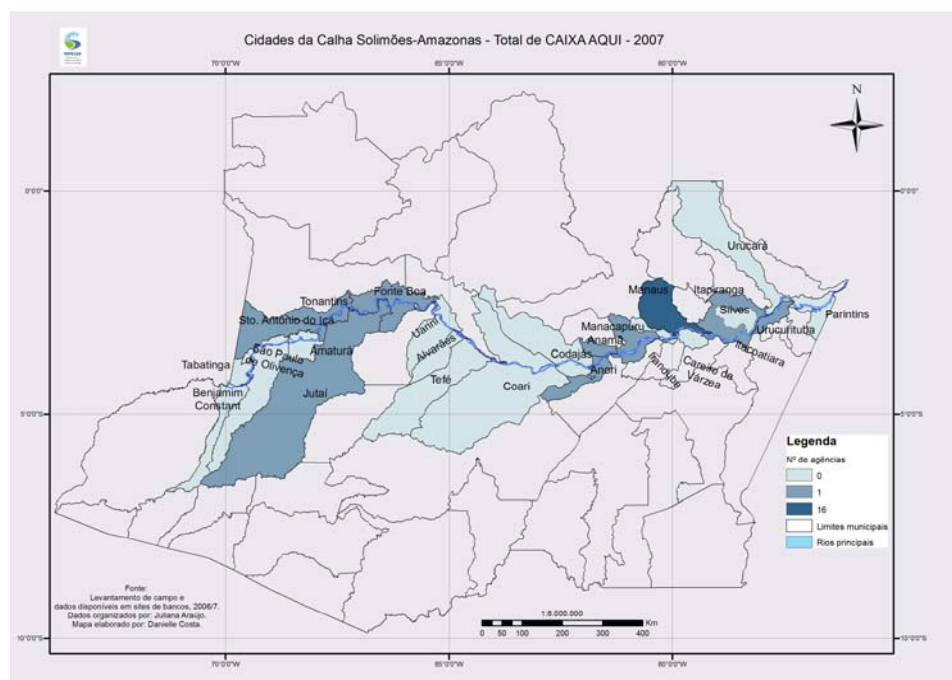 Cidades da Calha Solimões-Amazonas - Total de CAIXA AQUI - 2007
70°0'0"W
65°0'0"W
60°0'0"W
N
0°0'0"
0°0'0"
Urucará
Manaus
Itapiranga
Fonte Boa
Tonantins
Silves
Parintins
Sto. Antônio do Içá
Manacapuru
Urucurituba
Uarini
Anamã
Itacoatiara
São Paulo
de Olivença
Amaturá
Alvarães
Codajás
Tabatinga
Anori
Iranduba
Careiro da
Várzea
Tefé
Coari
Benjamim
Constant
Jutaí
5°0'0"S
5°0'0"S
Legenda
Nº de agências
0
1
16
Limites municipais
Rios principais
Fonte:
Levantamento de campo e
dados disponíveis em sites de bancos, 2006/7.
Dados organizados por: Juliana Araújo.
Mapa elaborado por: Danielle Costa.
1:8.000.000
Km
0 50 100 200 300 400
10°0'0"S
10°0'0"S
70°0'0"W
65°0'0"W
60°0'0"W